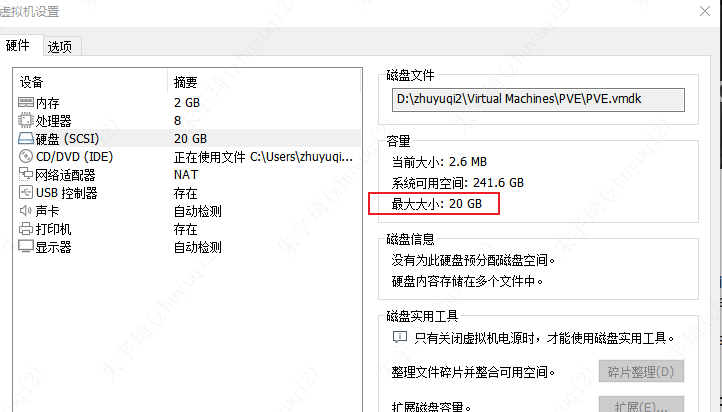 虚拟机设置
硬件 选项
设备 摘要
内存 2 GB
处理器 8
硬盘 (SCSI) 20 GB
CD/DVD (IDE) 正在使用文件 C:\Users\zhuyuqi...
网络适配器 NAT
USB 控制器 存在
声卡 自动检测
打印机 存在
显示器 自动检测
磁盘文件
D:\zhuyuqi2\Virtual Machines\PVE\PVE.vmdk
容量
当前大小: 2.6 MB
系统可用空间: 241.6 GB
最大大小: 20 GB
磁盘信息
没有为此硬盘预分配磁盘空间。
硬盘内容存储在多个文件中。
磁盘实用工具
只有关闭虚拟机电源时，才能使用磁盘实用工具。
整理文件碎片并整合可用空间。 碎片整理(D)
扩展磁盘容量。 扩展(E)...
朱宇琦(zhuyuqi2)